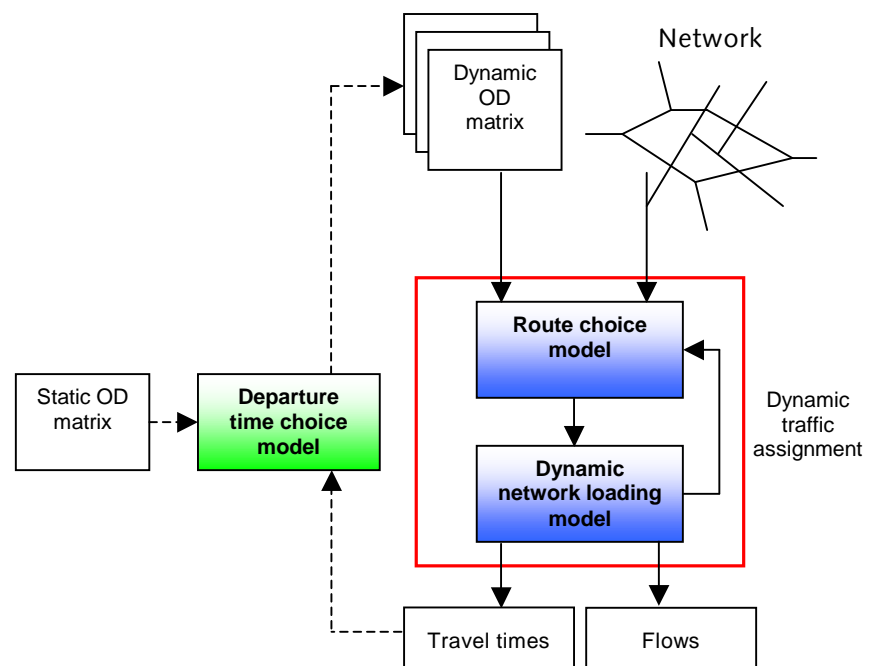 Network
Dynamic
OD
matrix
Route choice
model
Static OD
matrix
Departure
time choice
model
Dynamic
traffic
assignment
Dynamic
network loading
model
Travel times
Flows